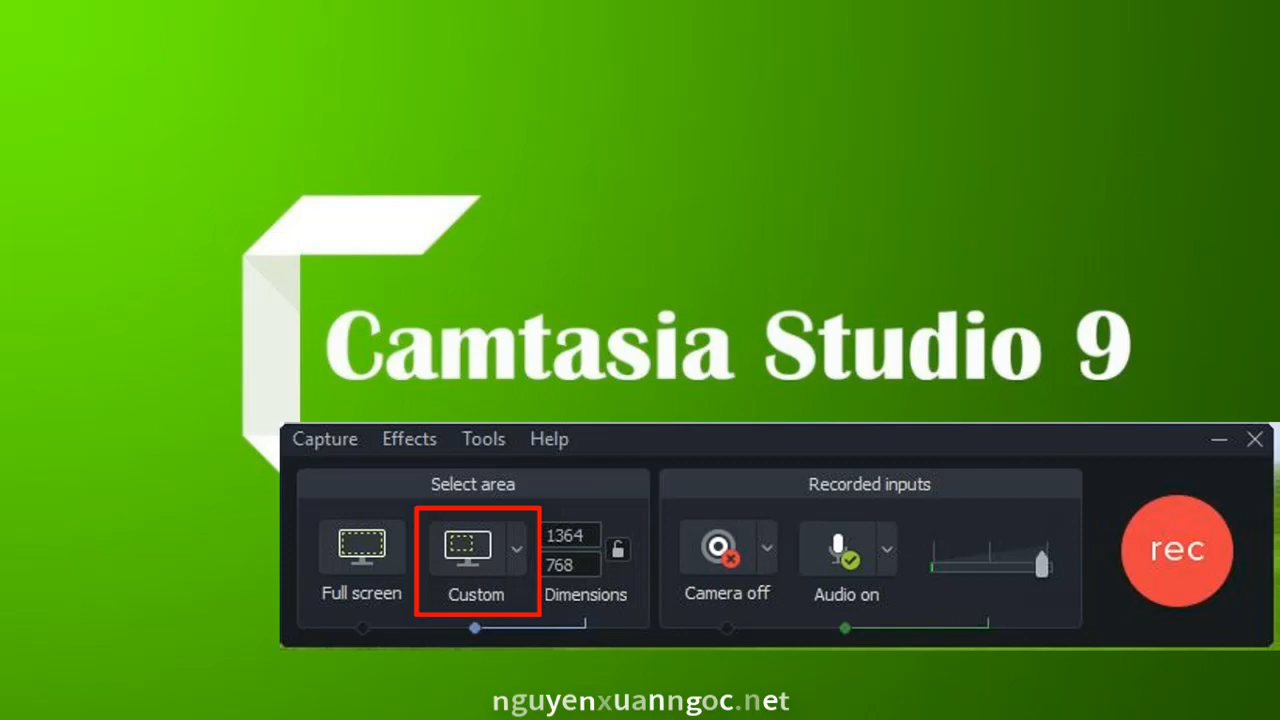 Camtasia Studio 9
Capture Effects Tools Help
Select area
Recorded inputs
1364
768
rec
Full screen
Custom
Dimensions
Camera off
Audio on
nguyenxuanngoc.net